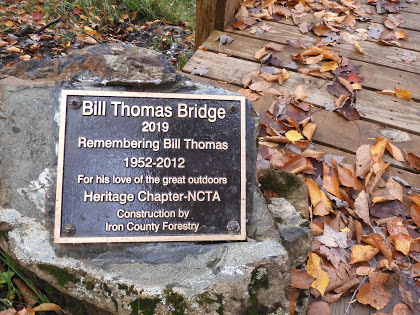 Bill Thomas Bridge
2019
Remembering Bill Thomas
1952-2012
For his love of the great outdoors
Heritage Chapter-NCTA
Construction by
Iron County Forestry